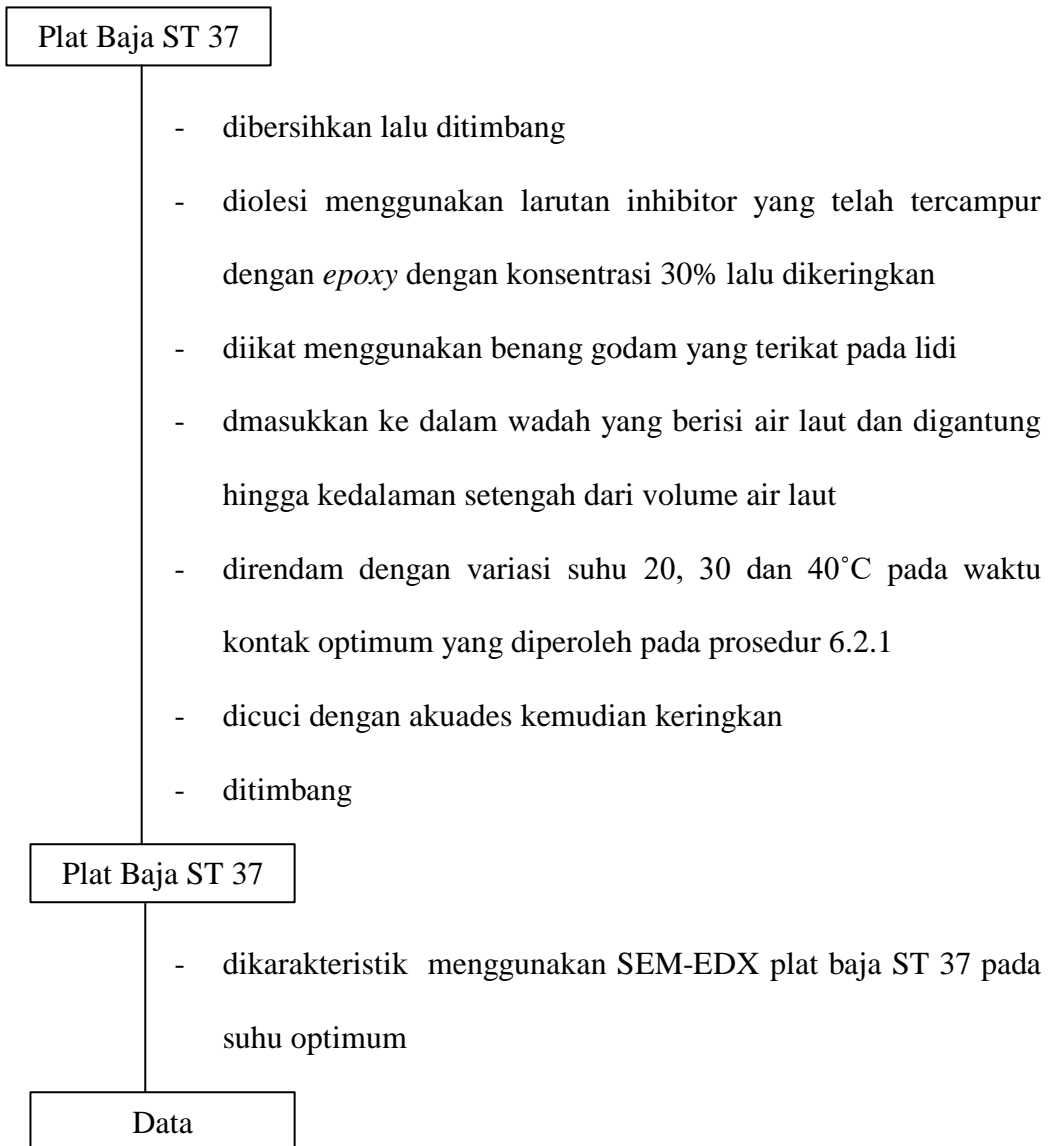 Plat Baja ST 37
- dibersihkan lalu ditimbang
- diolesi menggunakan larutan inhibitor yang telah tercampur
dengan epoxy dengan konsentrasi 30% lalu dikeringkan
- diikat menggunakan benang godam yang terikat pada lidi
- dmasukkan ke dalam wadah yang berisi air laut dan digantung
hingga kedalaman setengah dari volume air laut
- direndam dengan variasi suhu 20, 30 dan 40˚C pada waktu
kontak optimum yang diperoleh pada prosedur 6.2.1
- dicuci dengan akuades kemudian keringkan
- ditimbang
Plat Baja ST 37
- dikarakteristik menggunakan SEM-EDX plat baja ST 37 pada
suhu optimum
Data